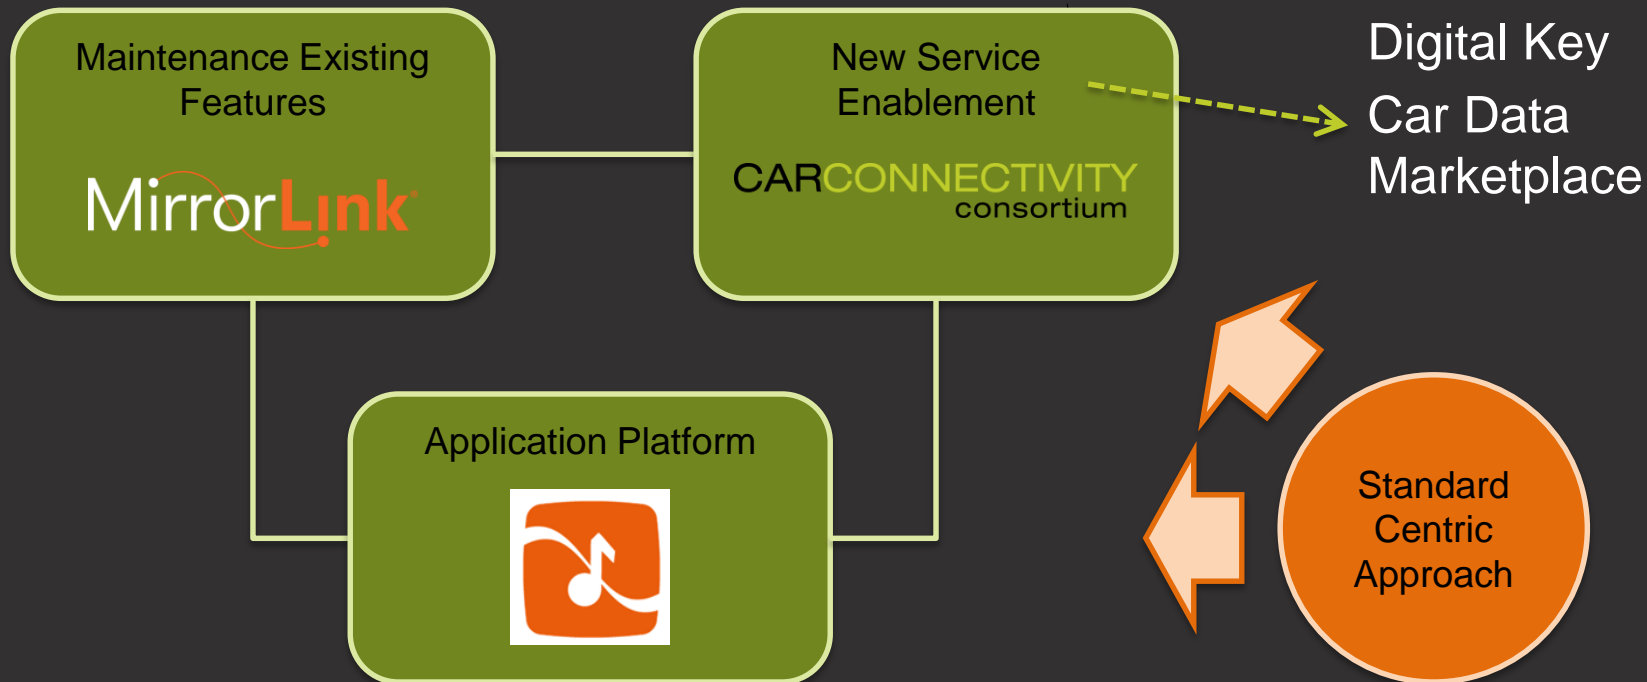 Maintenance Existing
Features
MirrorLink
New Service
Enablement
CARCONNECTIVITY
consortium
Digital Key
Car Data
Marketplace
Application Platform
Standard
Centric
Approach